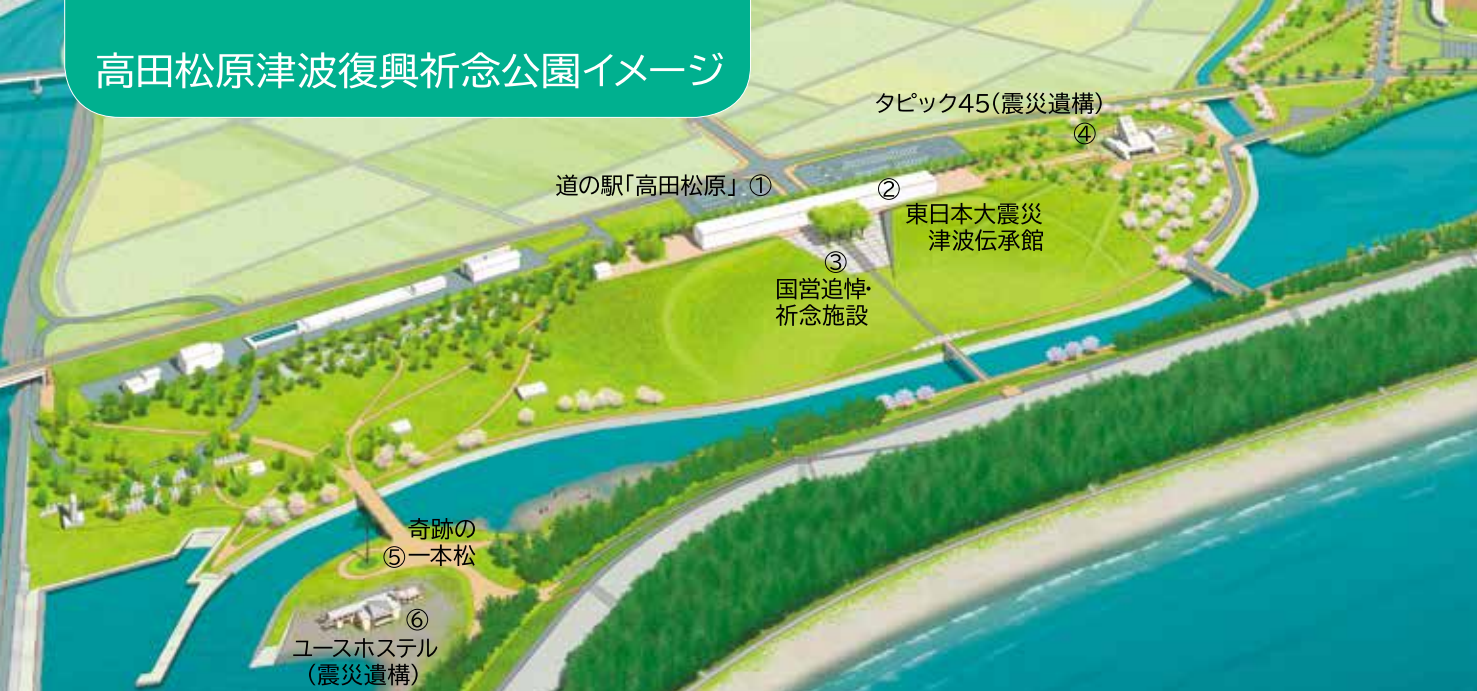 高田松原津波復興祈念公園イメージ
タピック45(震災遺構)
④
道の駅「高田松原」 ①
②
東日本大震災
津波伝承館
③
国営追悼・
祈念施設
奇跡の
⑤一本松
⑥
ユースホステル
(震災遺構)